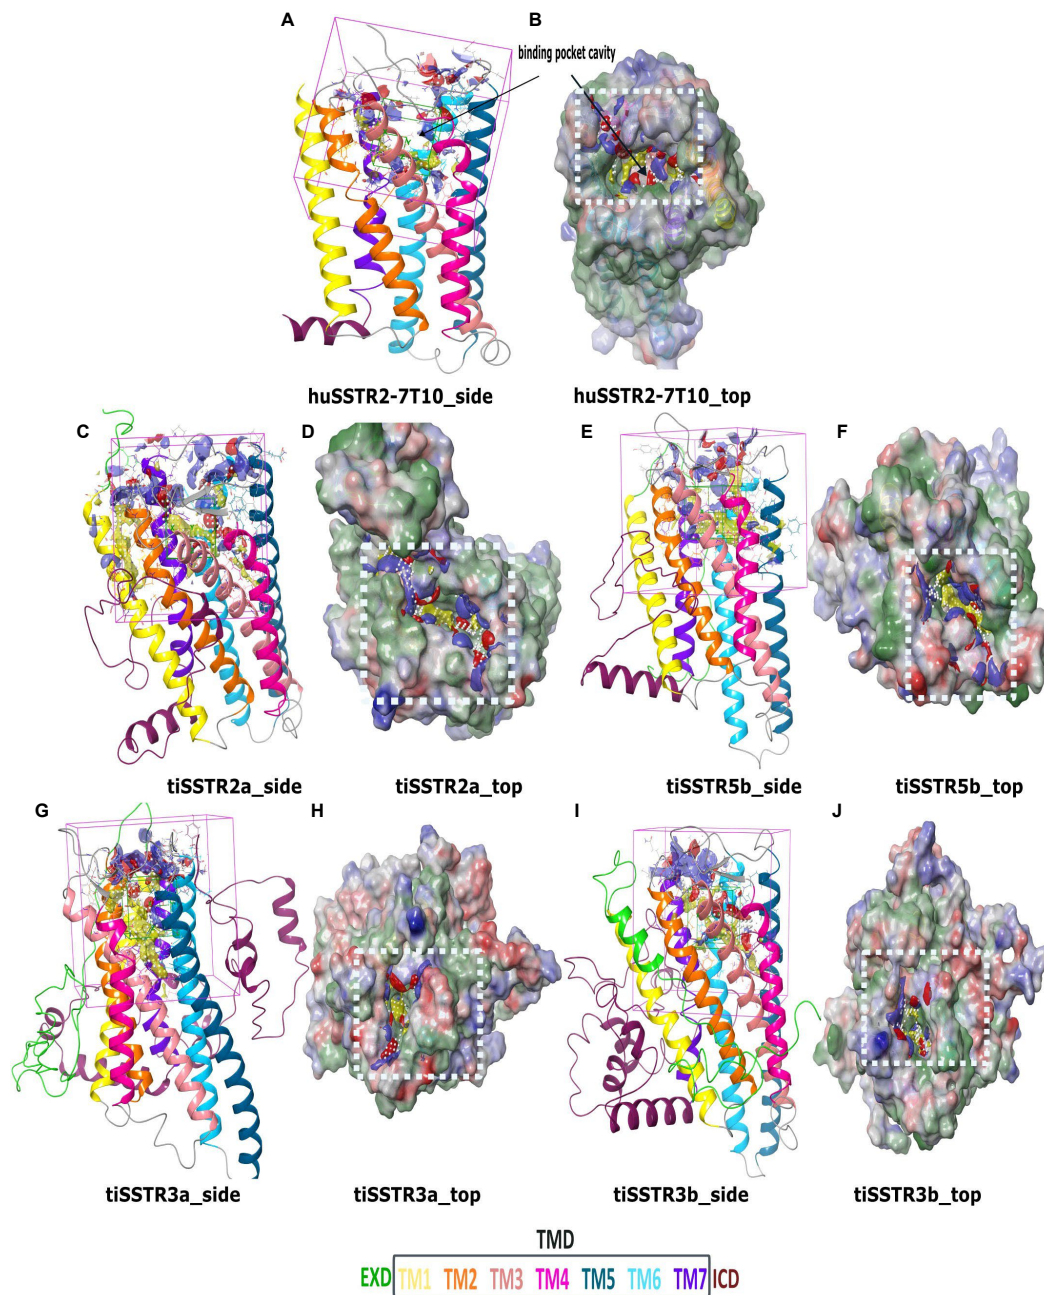 A
B
binding pocket cavity
huSSTR2-7T10_side
huSSTR2-7T10_top
C
D
E
F
tiSSTR2a_side
tiSSTR2a_top
tiSSTR5b_side
tiSSTR5b_top
G
H
I
J
tiSSTR3a_side
tiSSTR3a_top
tiSSTR3b_side
tiSSTR3b_top
TMD
EXD TM1 TM2 TM3 TM4 TM5 TM6 TM7 ICD